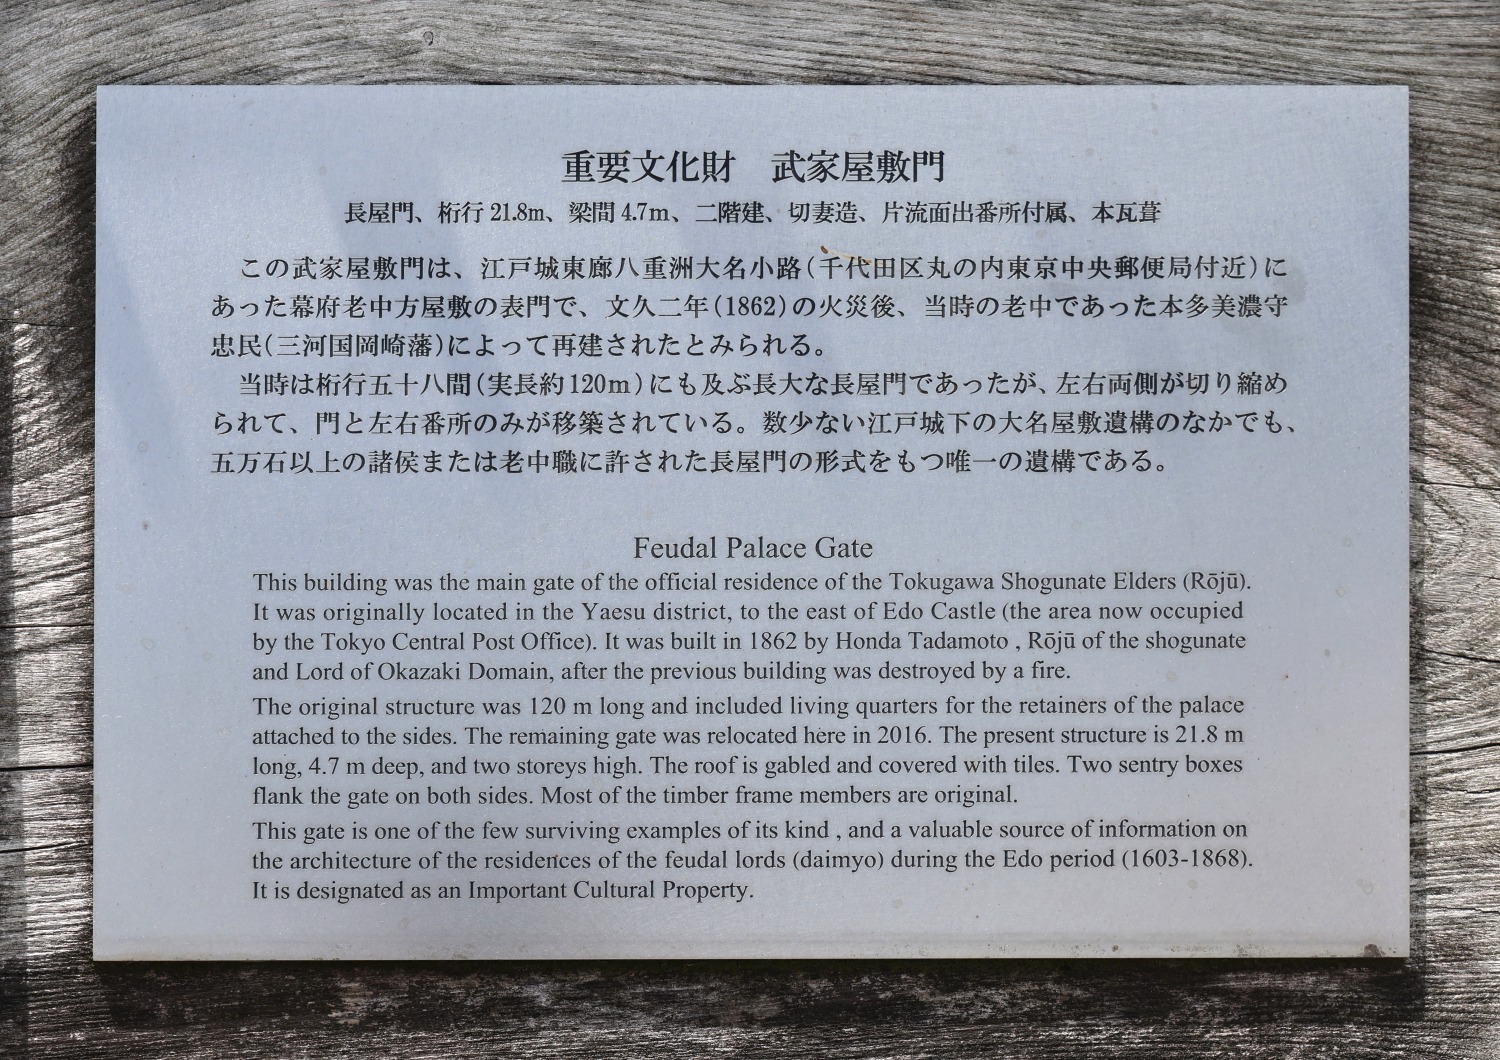 重要文化財　武家屋敷門
長屋門、桁行 21.8m、梁間 4.7m、二階建、切妻造、片流面出番所付属、本瓦葺
この武家屋敷門は、江戸城東廊八重洲大名小路(千代田区丸の内東京中央郵便局付近)に
あった幕府老中方屋敷の表門で、文久二年(1862)の火災後、当時の老中であった本多美濃守
忠民(三河国岡崎藩)によって再建されたとみられる。
当時は桁行五十八間(実長約120m)にも及ぶ長大な長屋門であったが、左右両側が切り縮め
られて、門と左右番所のみが移築されている。数少ない江戸城下の大名屋敷遺構のなかでも、
五万石以上の諸侯または老中職に許された長屋門の形式をもつ唯一の遺構である。
Feudal Palace Gate
This building was the main gate of the official residence of the Tokugawa Shogunate Elders (Rōjū).
It was originally located in the Yaesu district, to the east of Edo Castle (the area now occupied
by the Tokyo Central Post Office). It was built in 1862 by Honda Tadamoto , Rōjū of the shogunate
and Lord of Okazaki Domain, after the previous building was destroyed by a fire.
The original structure was 120 m long and included living quarters for the retainers of the palace
attached to the sides. The remaining gate was relocated here in 2016. The present structure is 21.8 m
long, 4.7 m deep, and two storeys high. The roof is gabled and covered with tiles. Two sentry boxes
flank the gate on both sides. Most of the timber frame members are original.
This gate is one of the few surviving examples of its kind , and a valuable source of information on
the architecture of the residences of the feudal lords (daimyo) during the Edo period (1603-1868).
It is designated as an Important Cultural Property.